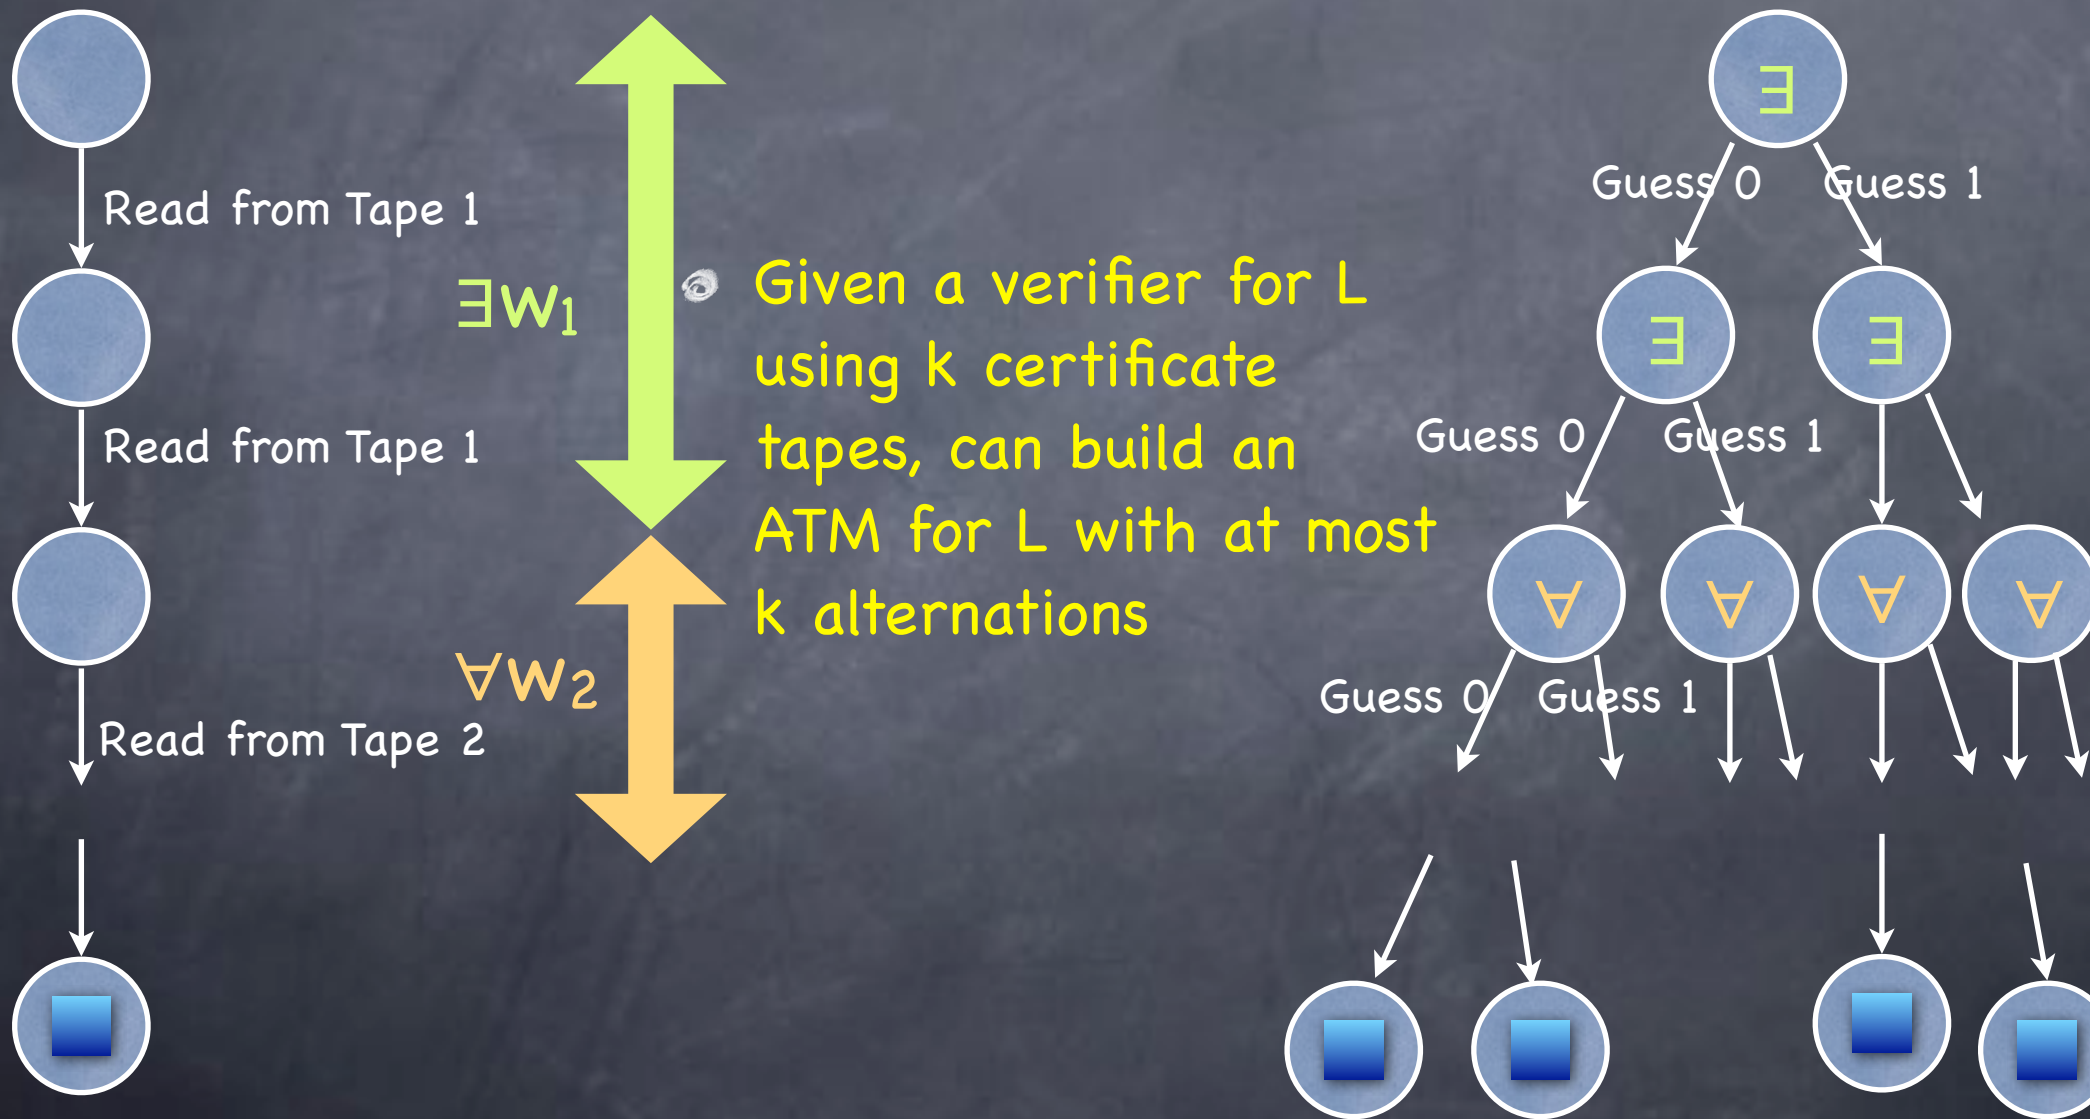 Read from Tape 1
Read from Tape 1
Read from Tape 2
∃w₁
∀w₂
Given a verifier for L
using k certificate
tapes, can build an
ATM for L with at most
k alternations
∃
Guess 0 Guess 1
∃ ∃
Guess 0 Guess 1
∀ ∀ ∀ ∀
Guess 0 Guess 1